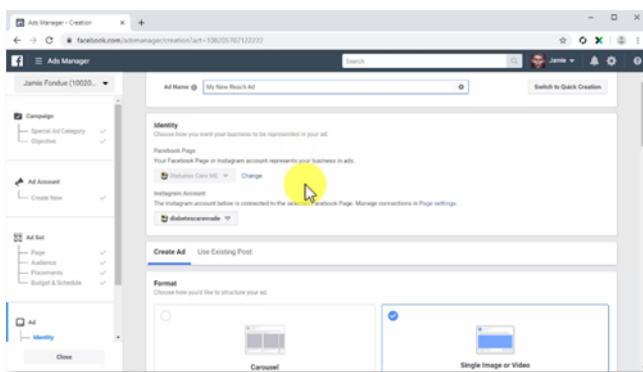 Ads Manager - Creation
facebook.com/adsmanager/creation?act=100205707122222
Ads Manager
Search
Jamie
Jamie Fondue (10020...
Ad Name
My New Reach Ad
Switch to Quick Creation
Campaign
Special Ad Category
Objective
Ad Account
Create New
Ad Set
Page
Audience
Placements
Budget & Schedule
Ad
Identity
Close
Identity
Choose how you want your business to be represented in your ad.
Facebook Page
Your Facebook Page or Instagram account represents your business in ads.
Diabetes Care ME
Change
Instagram Account
The Instagram account below is connected to the selected Facebook Page. Manage connections in Page settings.
diabetescaremade
Create Ad
Use Existing Post
Format
Choose how you'd like to structure your ad.
Carousel
Single Image or Video